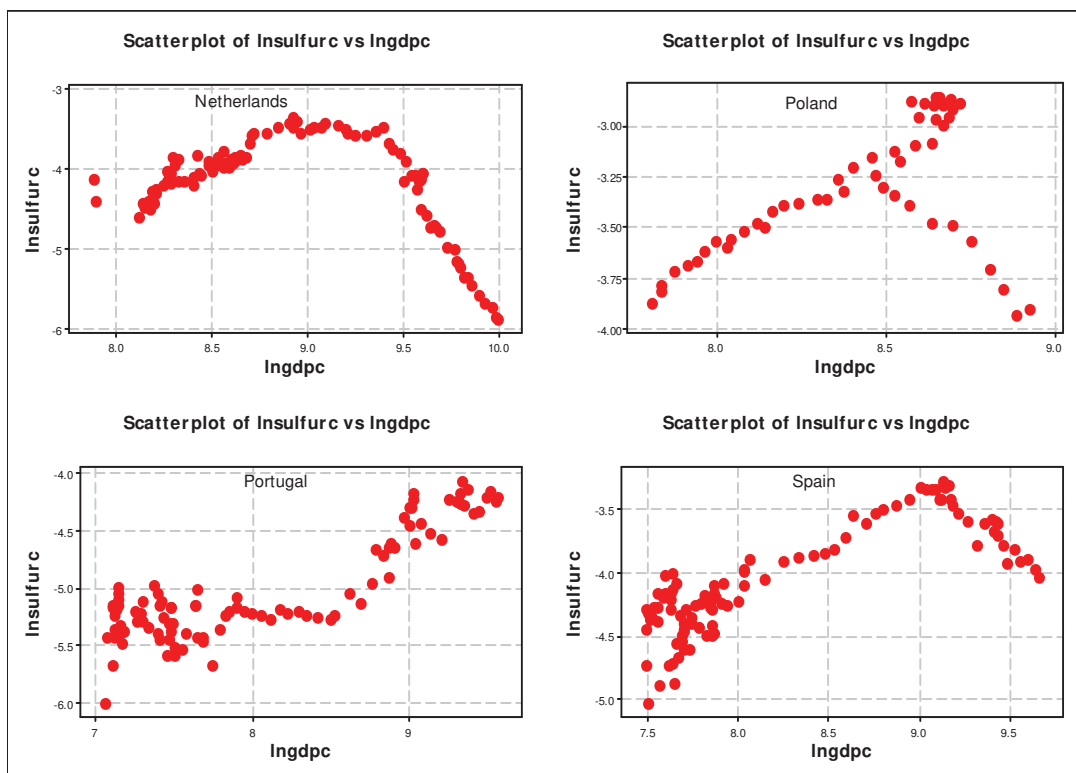 Scatterplot of lnsulfurc vs lngdpc
Netherlands
lnsulfurc
-3
-4
-5
-6
8.0 8.5 9.0 9.5 10.0
lngdpc
Scatterplot of lnsulfurc vs lngdpc
Poland
lnsulfurc
-3.00
-3.25
-3.50
-3.75
-4.00
8.0 8.5 9.0
lngdpc
Scatterplot of lnsulfurc vs lngdpc
Portugal
lnsulfurc
-4.0
-4.5
-5.0
-5.5
-6.0
7 8 9
lngdpc
Scatterplot of lnsulfurc vs lngdpc
Spain
lnsulfurc
-3.5
-4.0
-4.5
-5.0
7.5 8.0 8.5 9.0 9.5
lngdpc